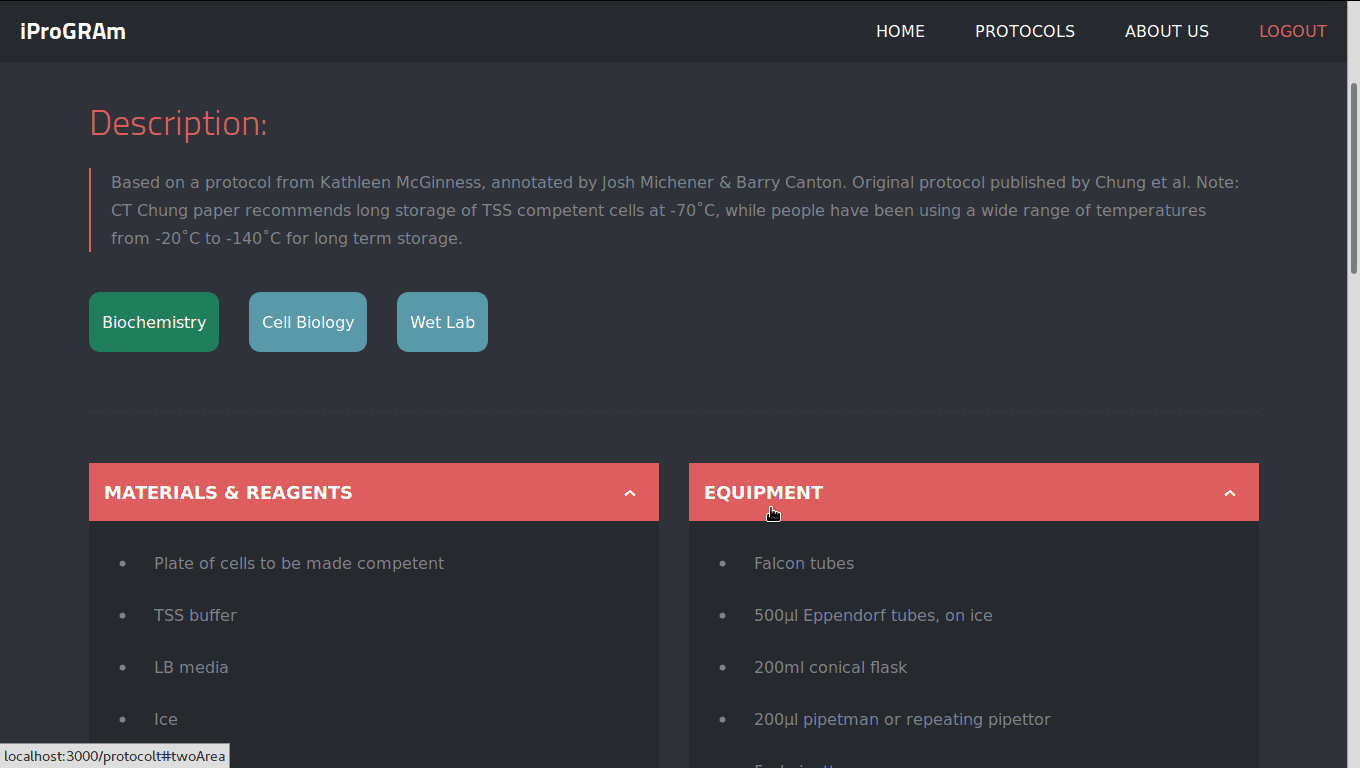 iProGRAm
HOME PROTOCOLS ABOUT US LOGOUT
Description:
Based on a protocol from Kathleen McGinness, annotated by Josh Michener & Barry Canton. Original protocol published by Chung et al. Note:
CT Chung paper recommends long storage of TSS competent cells at -70˚C, while people have been using a wide range of temperatures
from -20˚C to -140˚C for long term storage.
Biochemistry Cell Biology Wet Lab
MATERIALS & REAGENTS
Plate of cells to be made competent
TSS buffer
LB media
Ice
EQUIPMENT
Falcon tubes
500μl Eppendorf tubes, on ice
200ml conical flask
200μl pipetman or repeating pipettor
localhost:3000/protocolt#twoArea